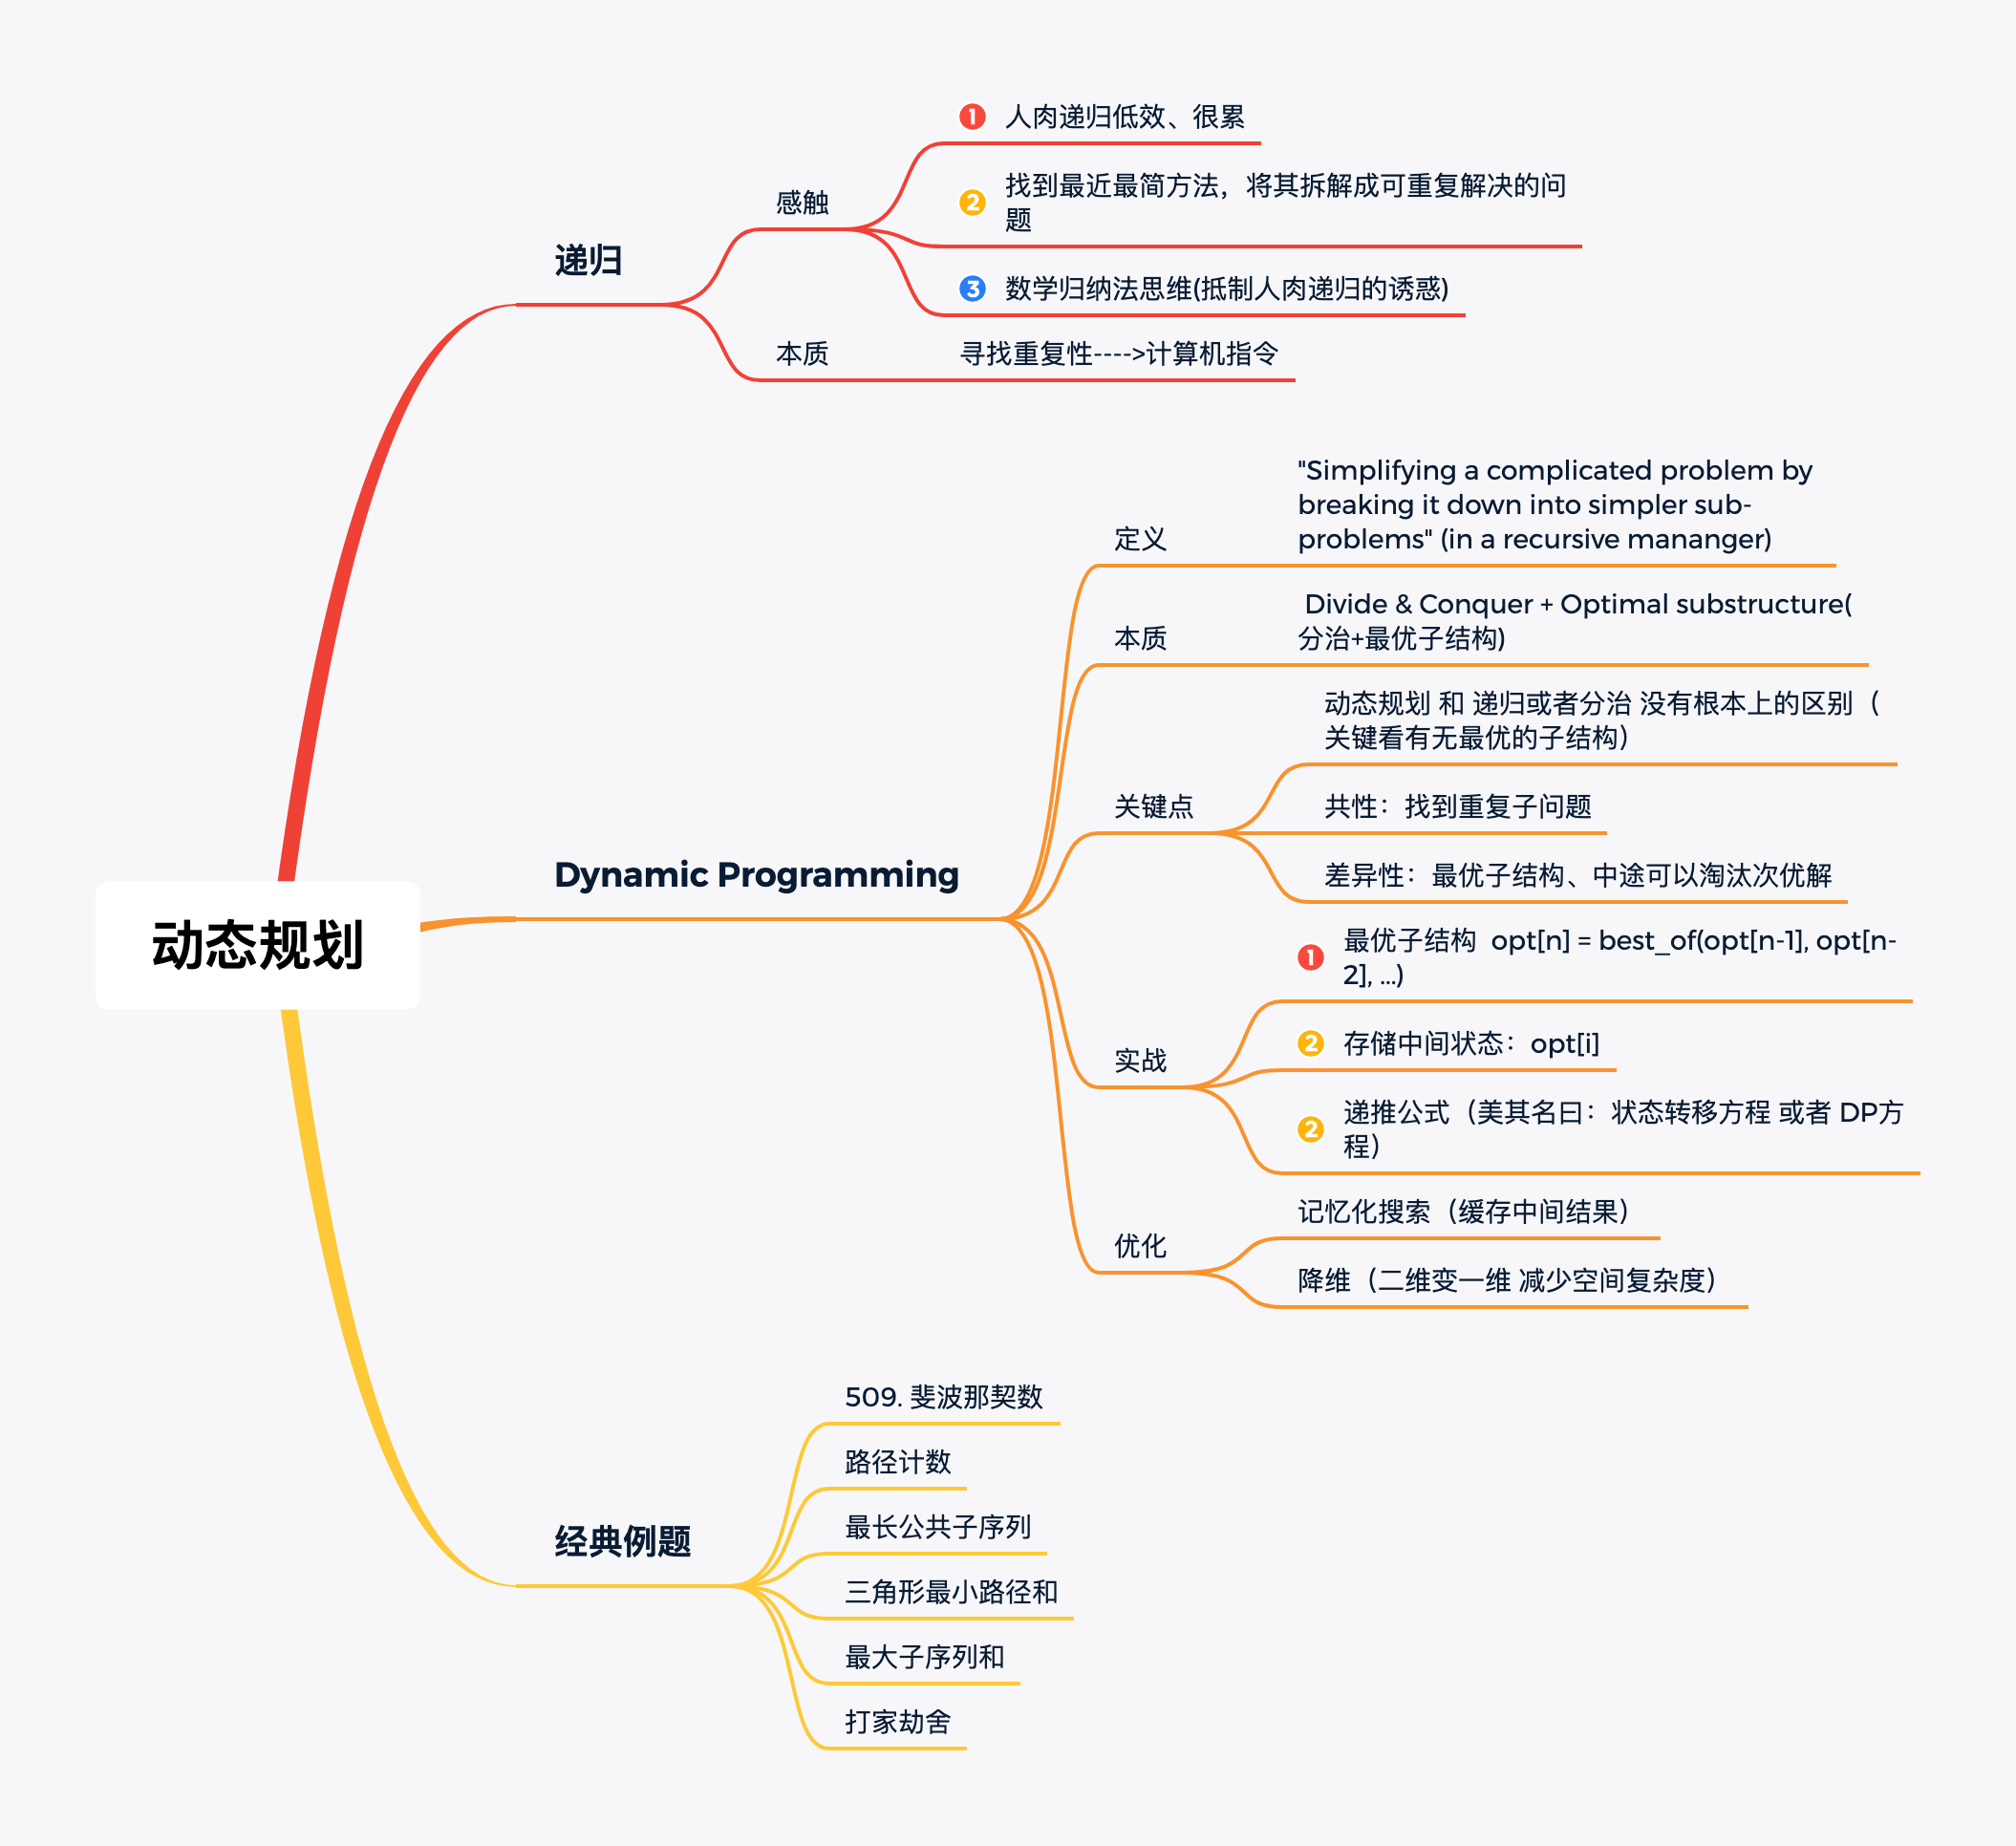 动态规划
递归
感触
1 人肉递归低效、很累
2 找到最近最简方法，将其拆解成可重复解决的问
题
3 数学归纳法思维(抵制人肉递归的诱惑)
本质
寻找重复性---->计算机指令
Dynamic Programming
定义
"Simplifying a complicated problem by
breaking it down into simpler sub-
problems" (in a recursive mananger)
本质
Divide & Conquer + Optimal substructure(
分治+最优子结构)
关键点
动态规划 和 递归或者分治 没有根本上的区别（
关键看有无最优的子结构）
共性：找到重复子问题
差异性：最优子结构、中途可以淘汰次优解
实战
1 最优子结构 opt[n] = best_of(opt[n-1], opt[n-
2], ...)
2 存储中间状态：opt[i]
2 递推公式（美其名曰：状态转移方程 或者 DP方
程）
优化
记忆化搜索（缓存中间结果）
降维（二维变一维 减少空间复杂度）
经典例题
509. 斐波那契数
路径计数
最长公共子序列
三角形最小路径和
最大子序列和
打家劫舍